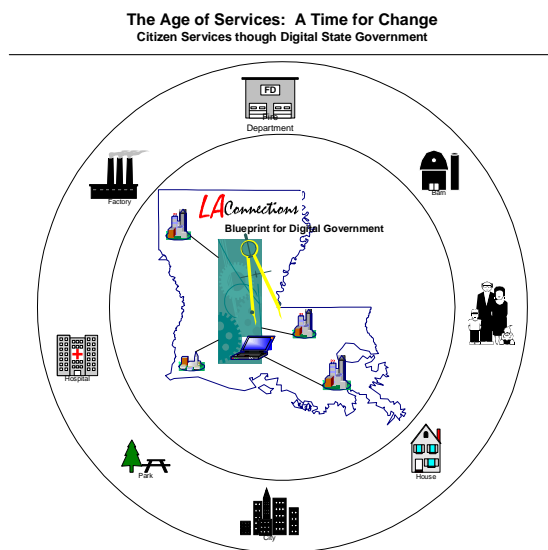 The Age of Services: A Time for Change
Citizen Services though Digital State Government
FD
Fire
Department
Barn
Factory
LAConnections
Blueprint for Digital Government
Hospital
House
Park
City